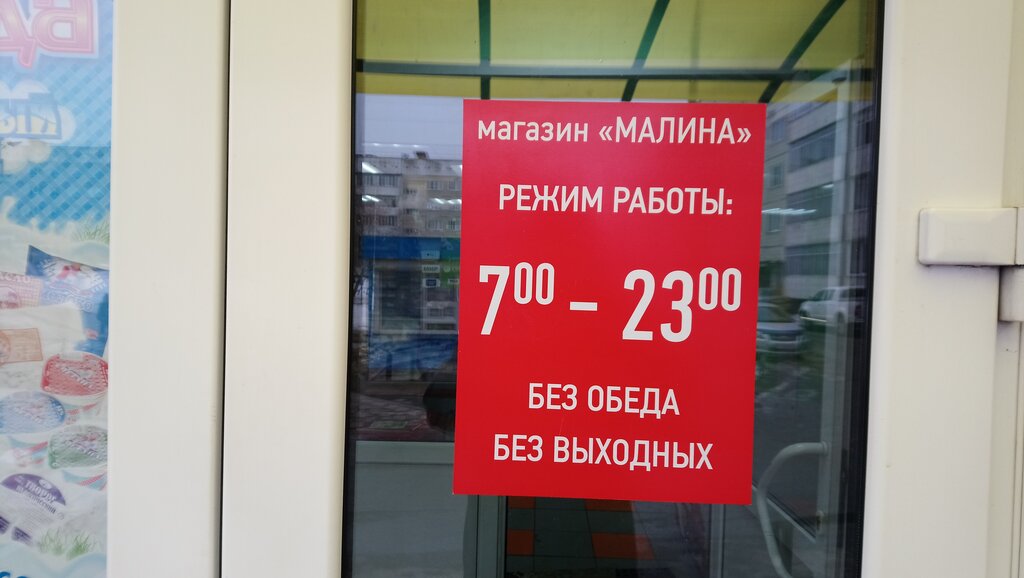 магазин «МАЛИНА»
РЕЖИМ РАБОТЫ:
7⁰⁰ – 23⁰⁰
БЕЗ ОБЕДА
БЕЗ ВЫХОДНЫХ